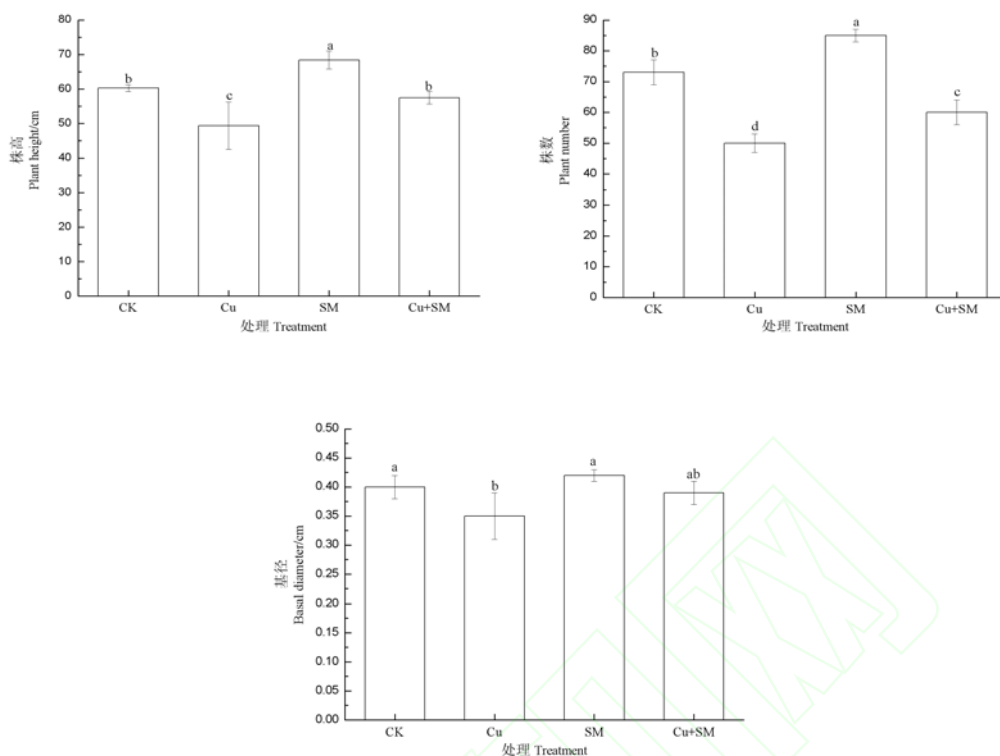 80
70
60
50
40
30
20
10
0
株高
Plant height/cm
b
c
a
b
CK
Cu
SM
Cu+SM
处理 Treatment
90
80
70
60
50
40
30
20
10
00
株数
Plant number
b
d
a
c
CK
Cu
SM
Cu+SM
处理 Treatment
0.50
0.45
0.40
0.35
0.30
0.25
0.20
0.15
0.10
0.05
0.00
基径
Basal diameter/cm
a
b
a
ab
CK
Cu
SM
Cu+SM
处理 Treatment